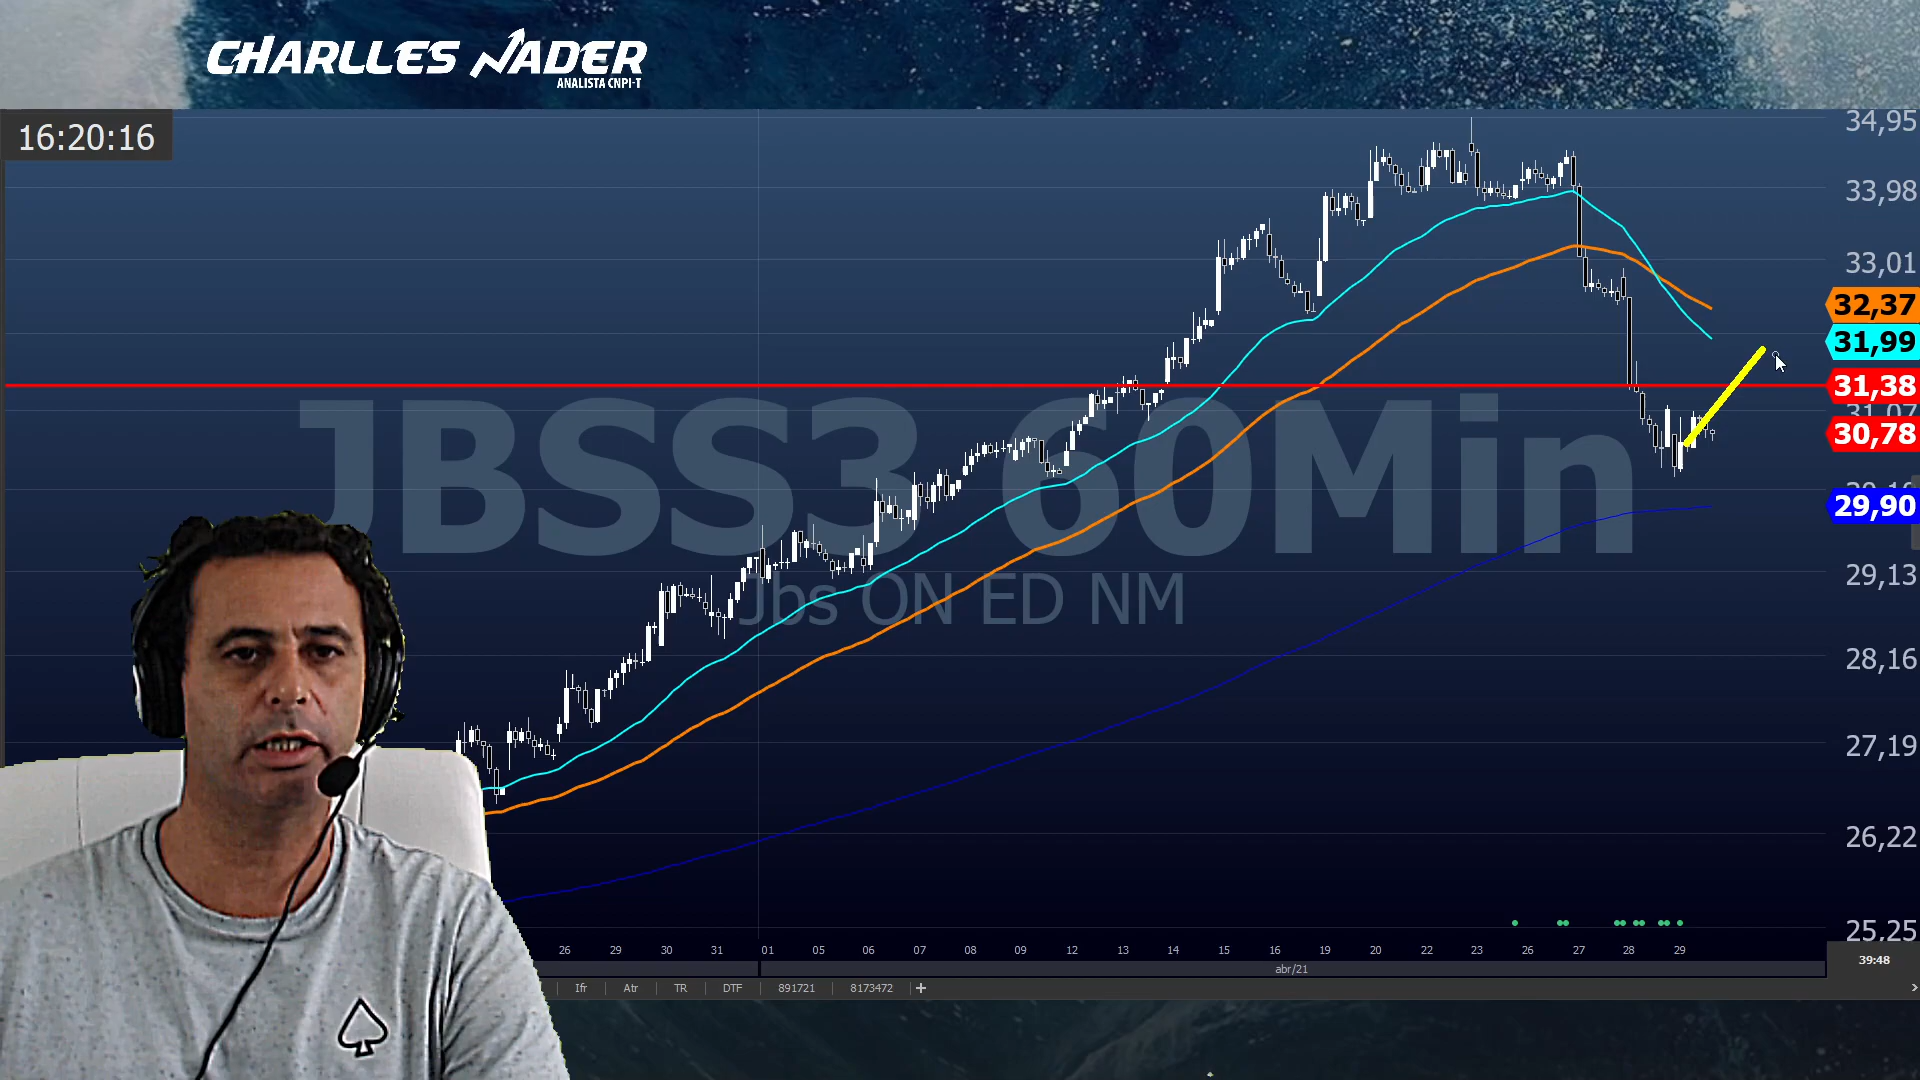 CHARLLES NADER
ANALISTA CNPI-T
16:20:16
34,95
33,98
33,01
32,37
31,99
31,38
31,07
30,78
29,90
29,13
28,16
27,19
26,22
25,25
JBSS3 60Min
Jbs ON ED NM
26 29 30 31 01 05 06 07 08 09 12 13 14 15 16 19 20 22 23 26 27 28 29
abr/21
39:48
Ifr Atr TR DTF 891721 8173472 +